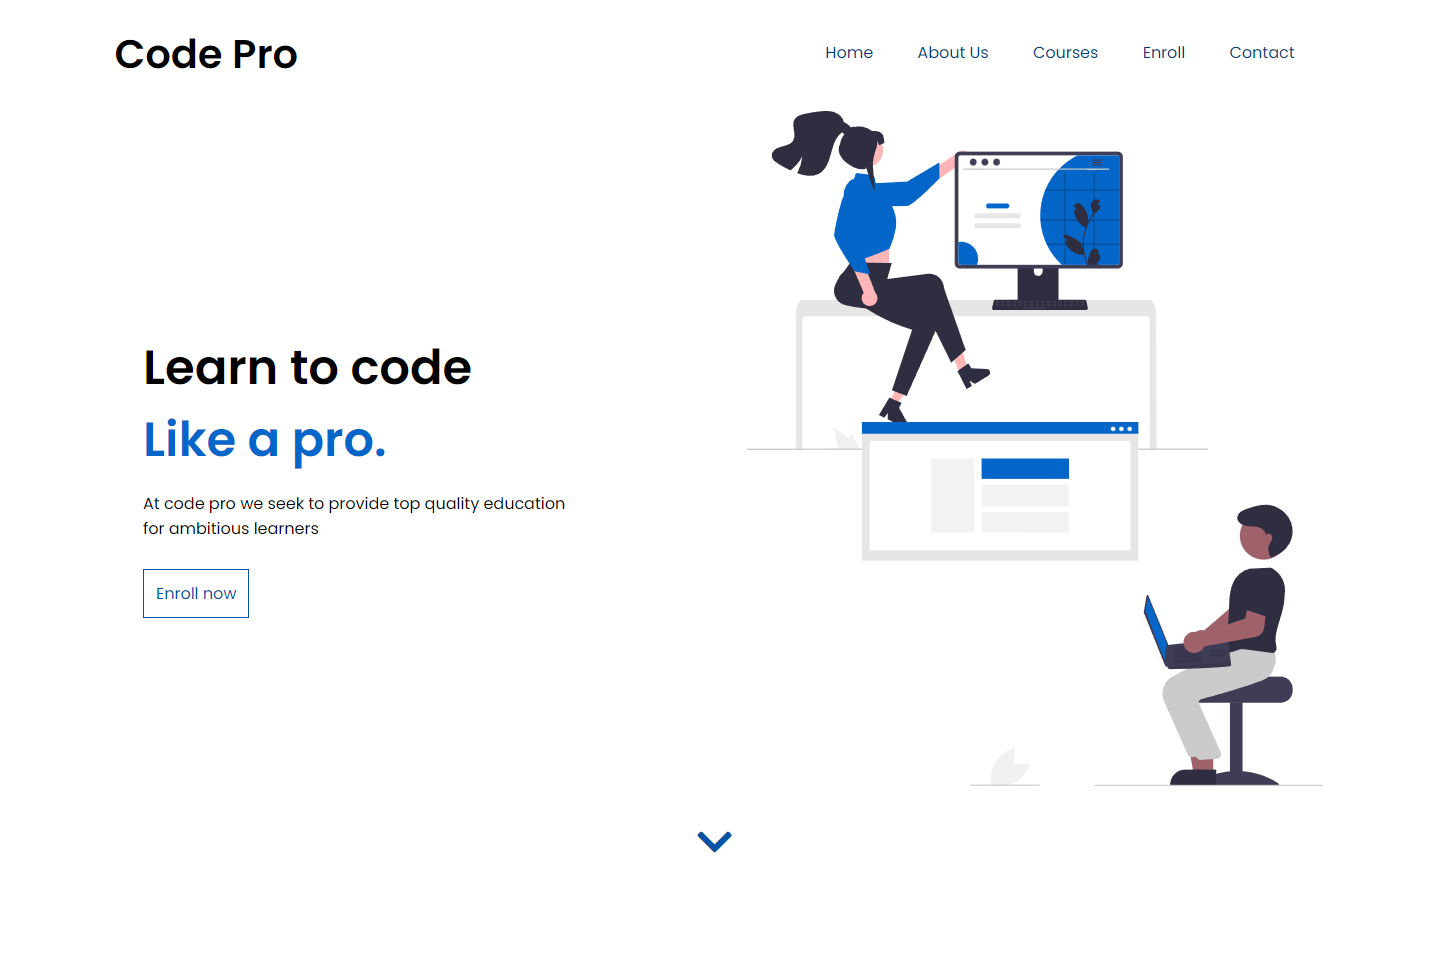 Code Pro
Home About Us Courses Enroll Contact
Learn to code
Like a pro.
At code pro we seek to provide top quality education
for ambitious learners
Enroll now